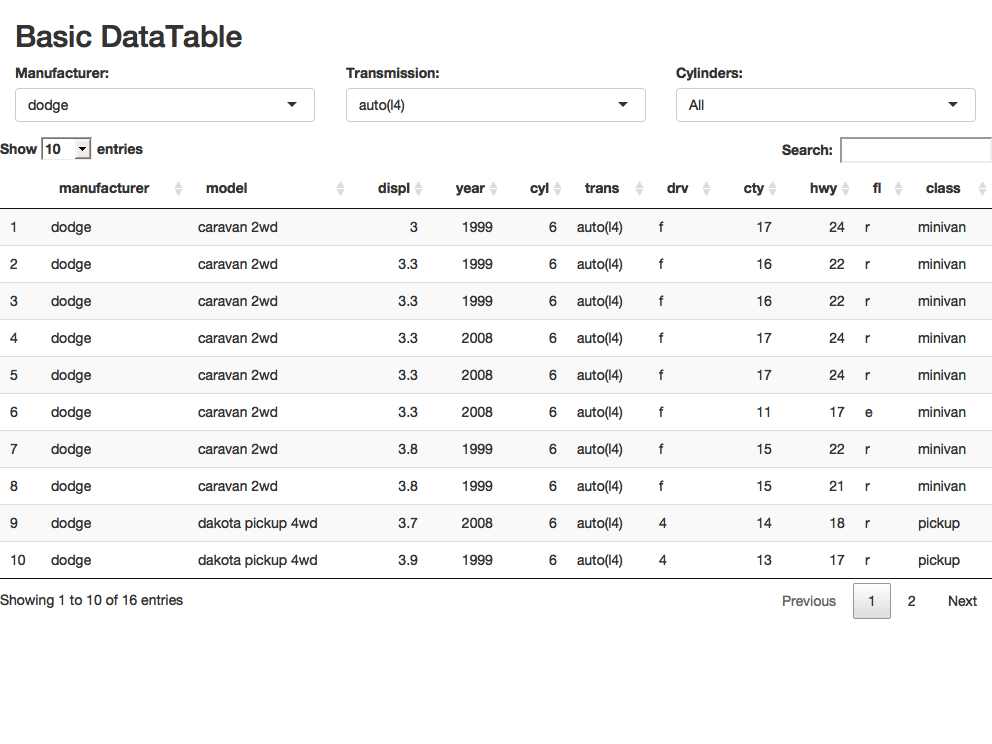 Basic DataTable
Manufacturer: Transmission: Cylinders:
dodge auto(l4) All
Show 10 entries Search:
manufacturer model displ year cyl trans drv cty hwy fl class
1 dodge caravan 2wd 3 1999 6 auto(l4) f 17 24 r minivan
2 dodge caravan 2wd 3.3 1999 6 auto(l4) f 16 22 r minivan
3 dodge caravan 2wd 3.3 1999 6 auto(l4) f 16 22 r minivan
4 dodge caravan 2wd 3.3 2008 6 auto(l4) f 17 24 r minivan
5 dodge caravan 2wd 3.3 2008 6 auto(l4) f 17 24 r minivan
6 dodge caravan 2wd 3.3 2008 6 auto(l4) f 11 17 e minivan
7 dodge caravan 2wd 3.8 1999 6 auto(l4) f 15 22 r minivan
8 dodge caravan 2wd 3.8 1999 6 auto(l4) f 15 21 r minivan
9 dodge dakota pickup 4wd 3.7 2008 6 auto(l4) 4 14 18 r pickup
10 dodge dakota pickup 4wd 3.9 1999 6 auto(l4) 4 13 17 r pickup
Showing 1 to 10 of 16 entries Previous 1 2 Next